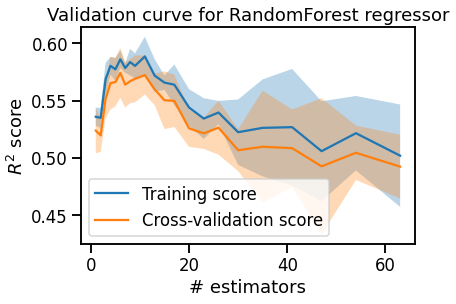 Validation curve for RandomForest regressor
0.60
0.55
0.50
0.45
R² score
Training score
Cross-validation score
0
20
40
60
# estimators